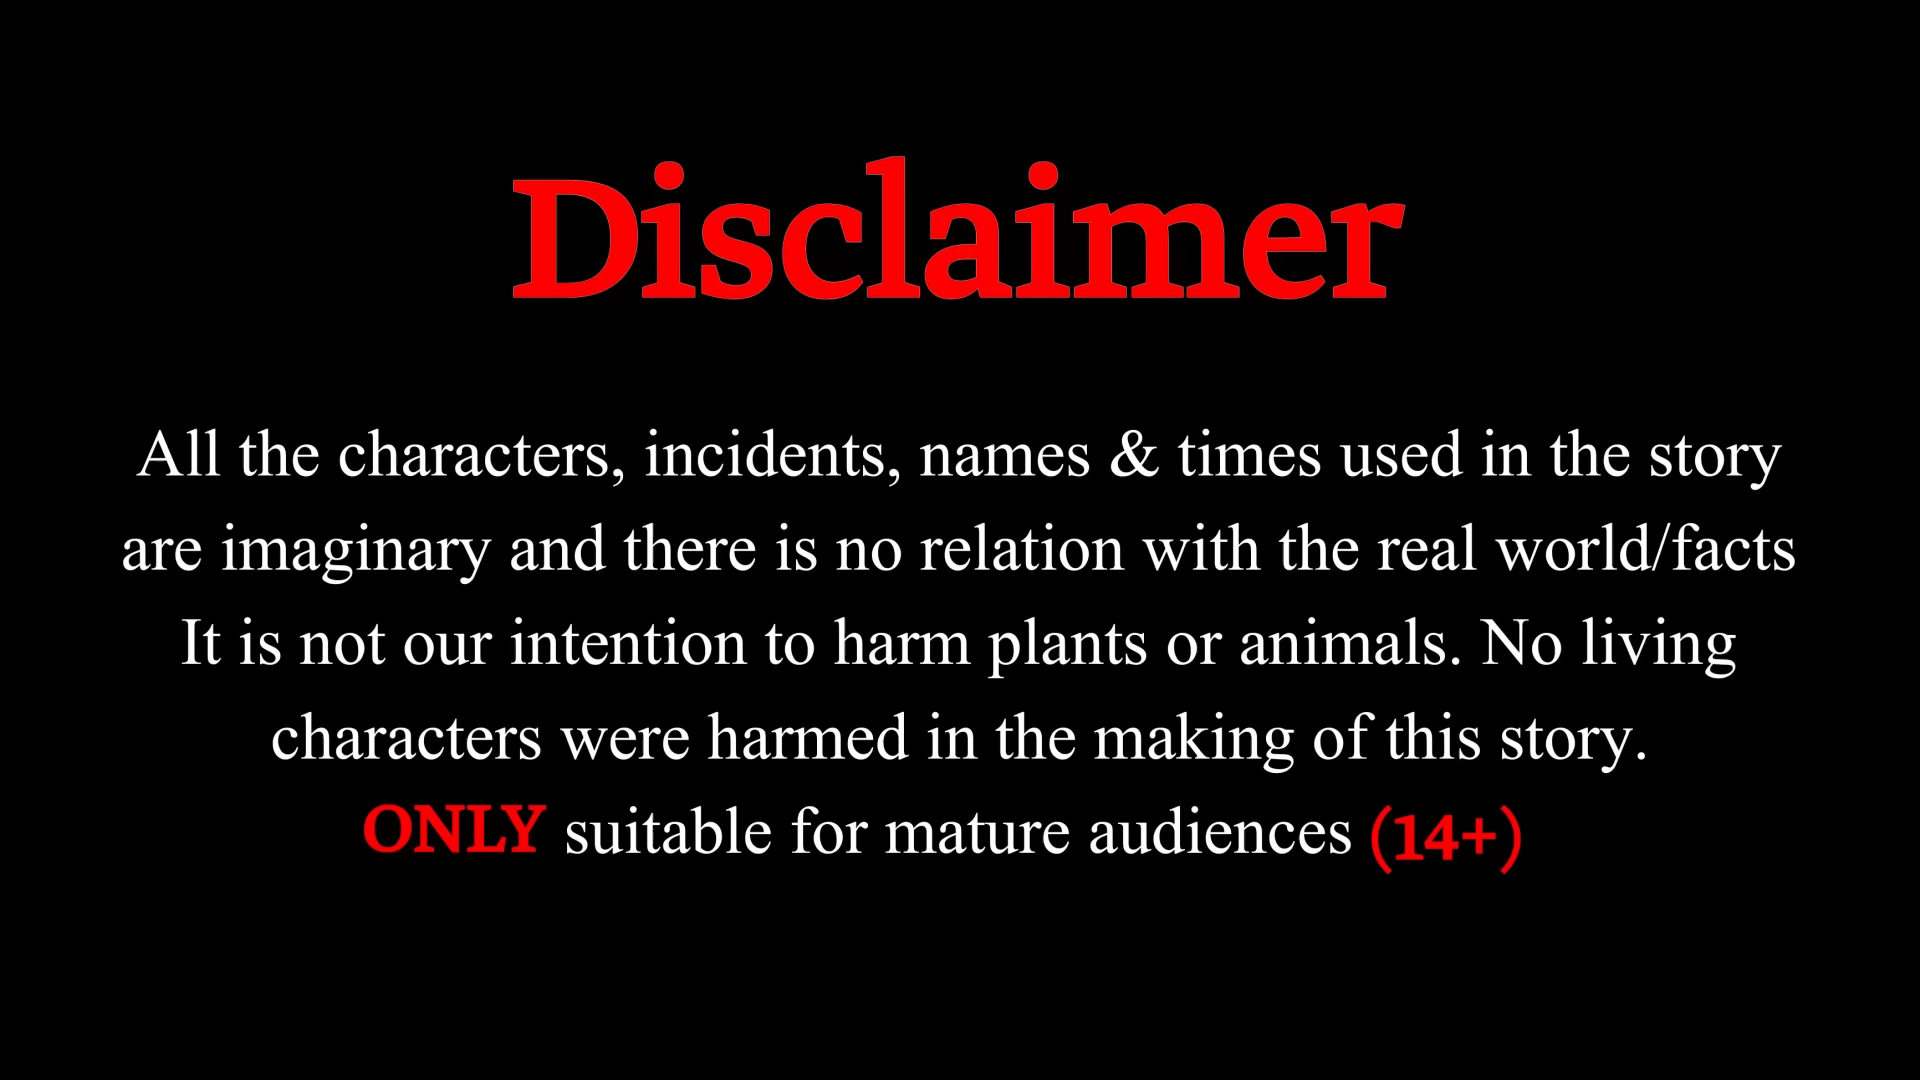 Disclaimer
All the characters, incidents, names & times used in the story
are imaginary and there is no relation with the real world/facts
It is not our intention to harm plants or animals. No living
characters were harmed in the making of this story.
ONLY suitable for mature audiences (14+)